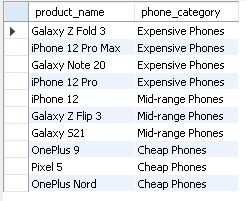 product_name phone_category
Galaxy Z Fold 3 Expensive Phones
iPhone 12 Pro Max Expensive Phones
Galaxy Note 20 Expensive Phones
iPhone 12 Pro Expensive Phones
iPhone 12 Mid-range Phones
Galaxy Z Flip 3 Mid-range Phones
Galaxy S21 Mid-range Phones
OnePlus 9 Cheap Phones
Pixel 5 Cheap Phones
OnePlus Nord Cheap Phones